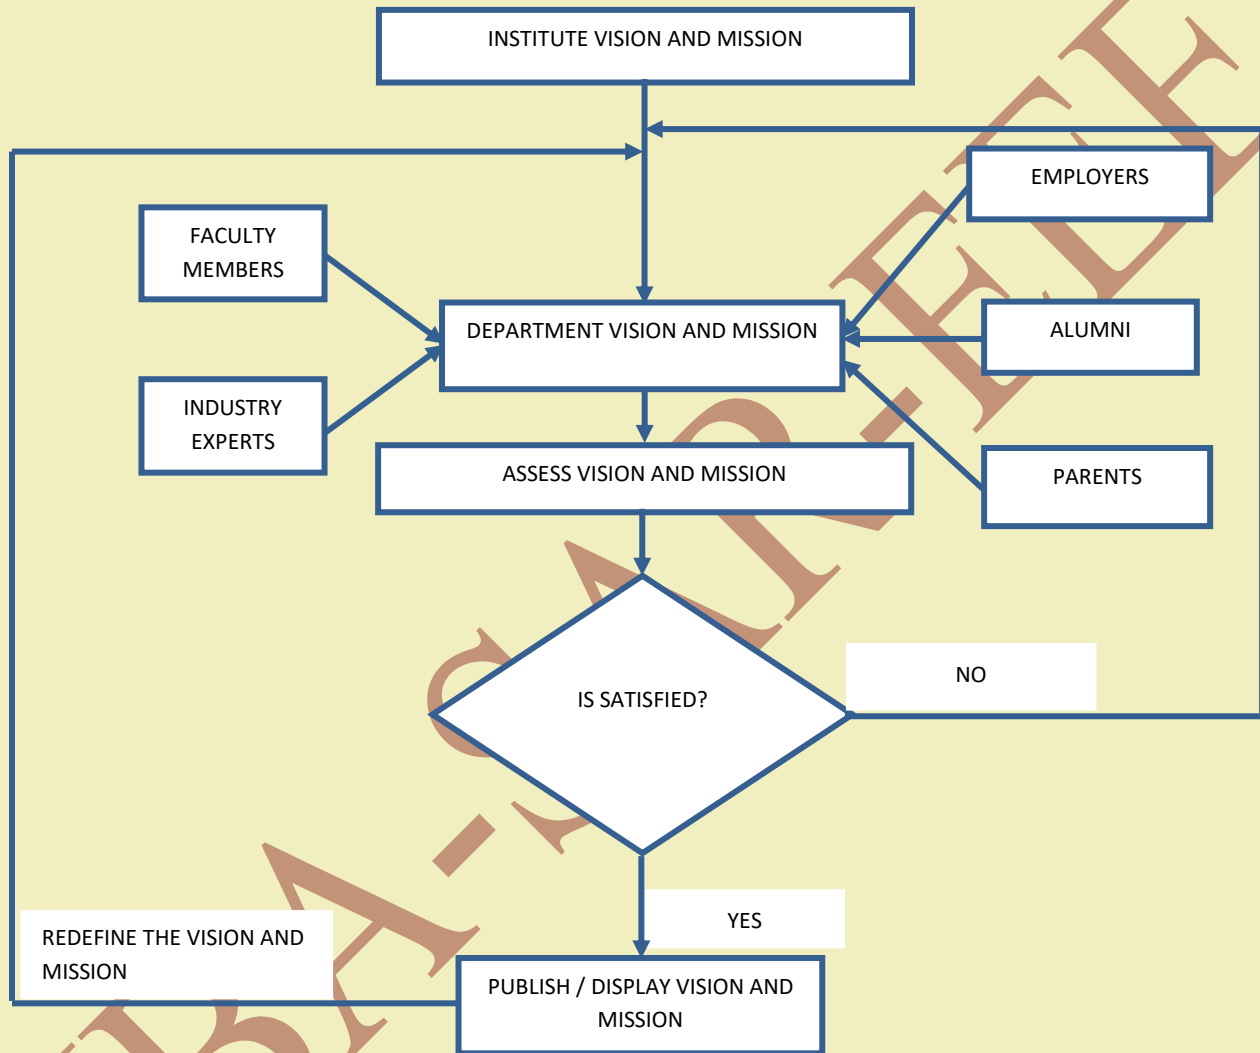 INSTITUTE VISION AND MISSION
EMPLOYERS
FACULTY
MEMBERS
DEPARTMENT VISION AND MISSION
ALUMNI
INDUSTRY
EXPERTS
ASSESS VISION AND MISSION
PARENTS
IS SATISFIED?
NO
YES
REDEFINE THE VISION AND
MISSION
PUBLISH / DISPLAY VISION AND
MISSION